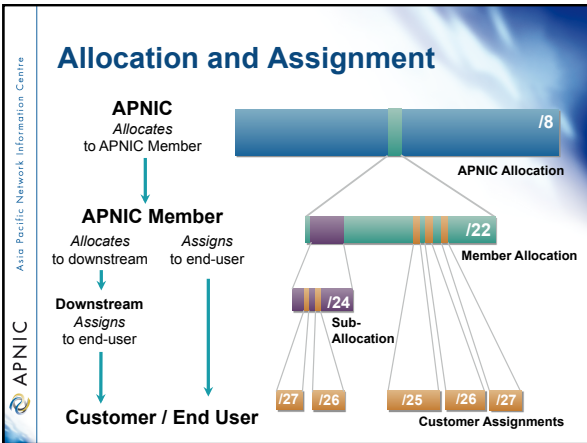 Allocation and Assignment
Asia Pacific Network Information Centre
APNIC
APNIC
Allocates
to APNIC Member
APNIC Member
Allocates
to downstream
Assigns
to end-user
Downstream
Assigns
to end-user
Customer / End User
/8
APNIC Allocation
/22
Member Allocation
/24
Sub-
Allocation
/27
/26
/25
/26
/27
Customer Assignments